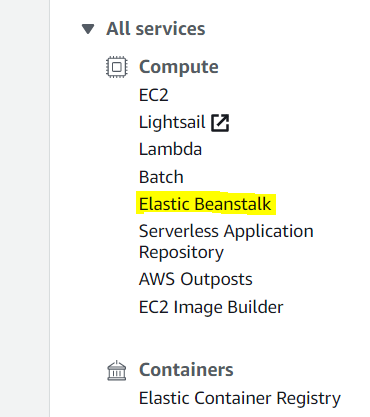 All services
Compute
EC2
Lightsail
Lambda
Batch
Elastic Beanstalk
Serverless Application
Repository
AWS Outposts
EC2 Image Builder
Containers
Elastic Container Registry